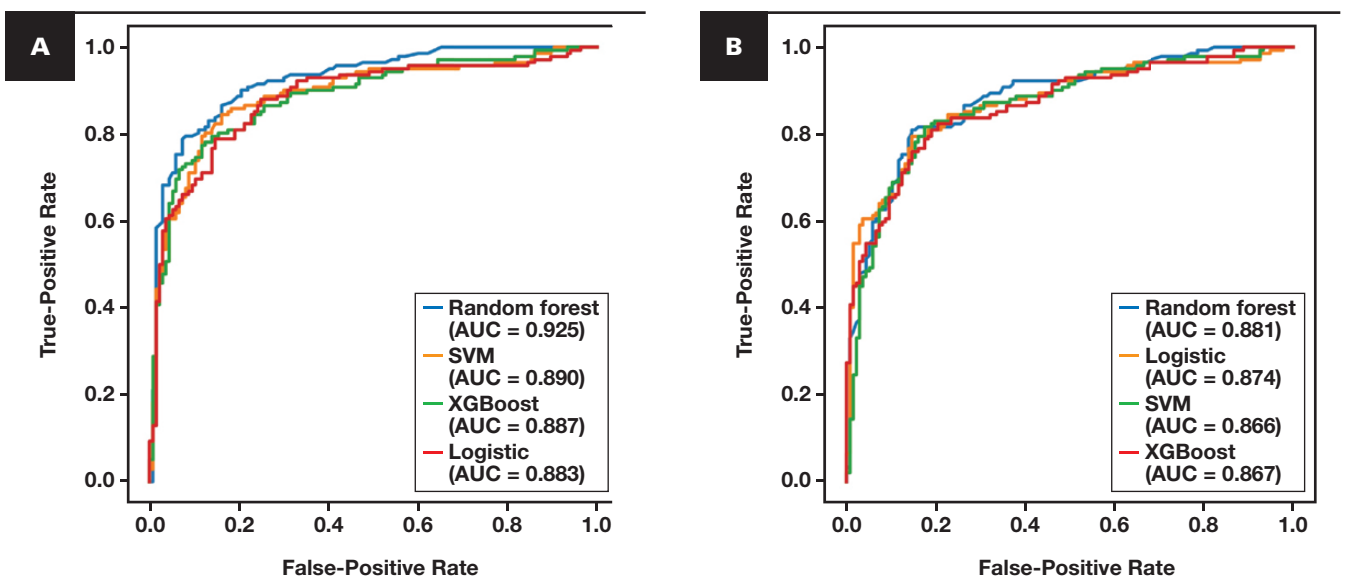 A
True-Positive Rate
1.0
0.8
0.6
0.4
0.2
0.0
Random forest
(AUC = 0.925)
SVM
(AUC = 0.890)
XGBoost
(AUC = 0.887)
Logistic
(AUC = 0.883)
0.0 0.2 0.4 0.6 0.8 1.0
False-Positive Rate
B
True-Positive Rate
1.0
0.8
0.6
0.4
0.2
0.0
Random forest
(AUC = 0.881)
Logistic
(AUC = 0.874)
SVM
(AUC = 0.866)
XGBoost
(AUC = 0.867)
0.0 0.2 0.4 0.6 0.8 1.0
False-Positive Rate